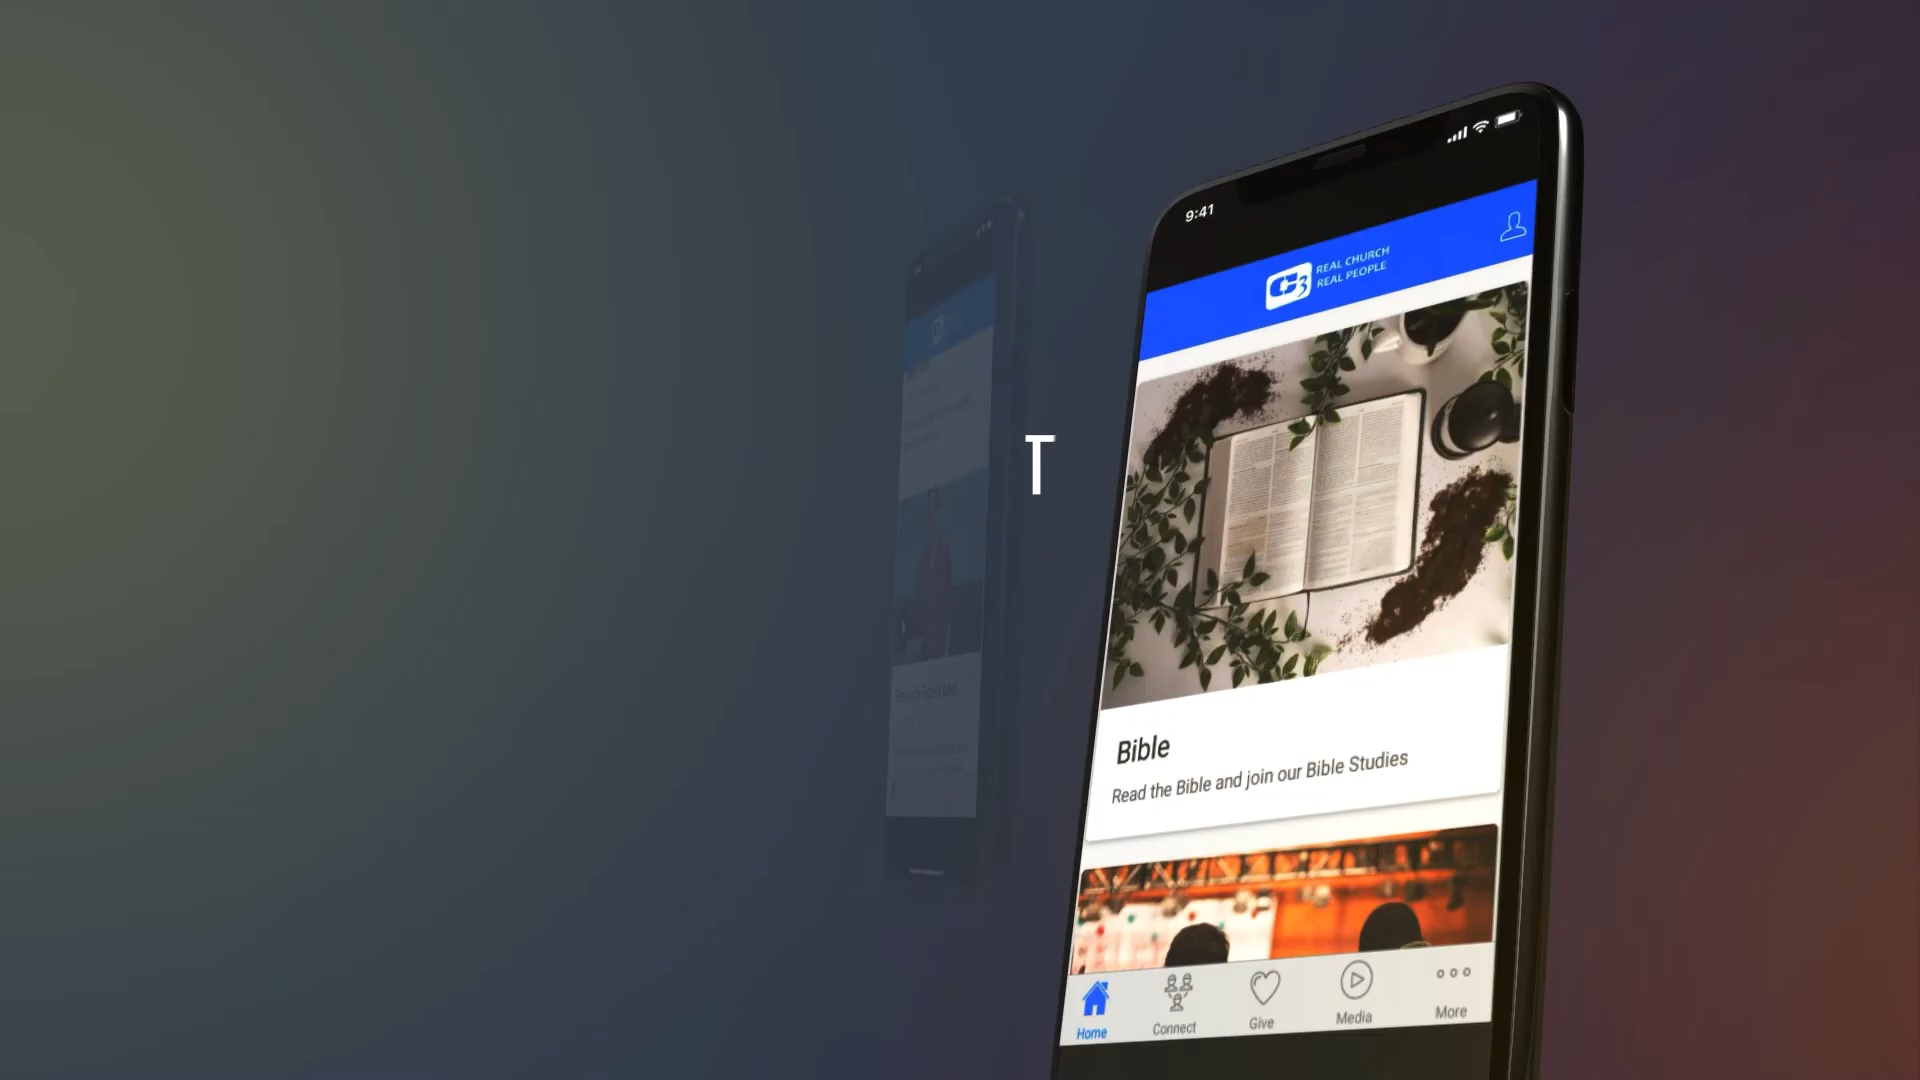 9:41
C3 REAL CHURCH
REAL PEOPLE
T
Bible
Read the Bible and join our Bible Studies
Home
Connect
Give
Media
More